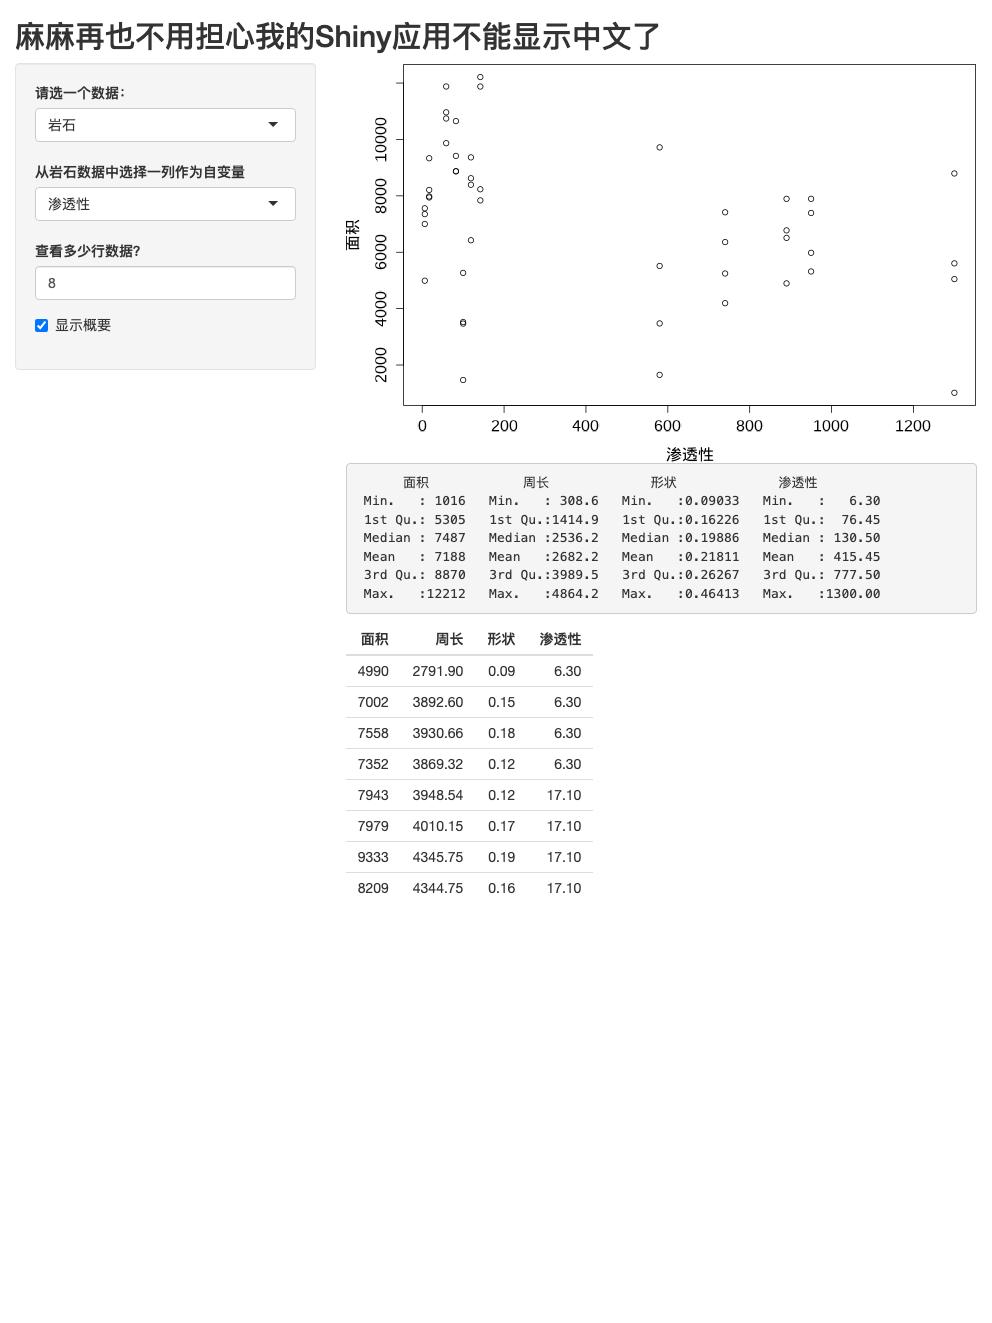 麻麻再也不用担心我的Shiny应用不能显示中文了
请选一个数据：
岩石
从岩石数据中选择一列作为自变量
渗透性
查看多少行数据?
8
显示概要
面积
10000
8000
6000
4000
2000
0 200 400 600 800 1000 1200
渗透性
面积 周长 形状 渗透性
Min. : 1016 Min. : 308.6 Min. :0.09033 Min. : 6.30
1st Qu.: 5305 1st Qu.:1414.9 1st Qu.:0.16226 1st Qu.: 76.45
Median : 7487 Median :2536.2 Median :0.19886 Median : 130.50
Mean : 7188 Mean :2682.2 Mean :0.21811 Mean : 415.45
3rd Qu.: 8870 3rd Qu.:3989.5 3rd Qu.:0.26267 3rd Qu.: 777.50
Max. :12212 Max. :4864.2 Max. :0.46413 Max. :1300.00
面积 周长 形状 渗透性
4990 2791.90 0.09 6.30
7002 3892.60 0.15 6.30
7558 3930.66 0.18 6.30
7352 3869.32 0.12 6.30
7943 3948.54 0.12 17.10
7979 4010.15 0.17 17.10
9333 4345.75 0.19 17.10
8209 4344.75 0.16 17.10